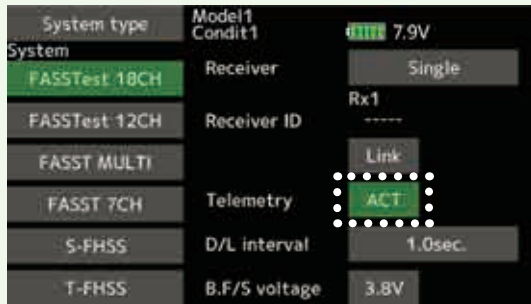 System type
Model1
Condit1
7.9V
System
FASSTest 18CH
Receiver
Single
Rx1
FASSTest 12CH
Receiver ID
-----
FASST MULTI
Link
FASST 7CH
Telemetry
ACT
S-FHSS
D/L interval
1.0sec.
T-FHSS
B.F/S voltage
3.8V